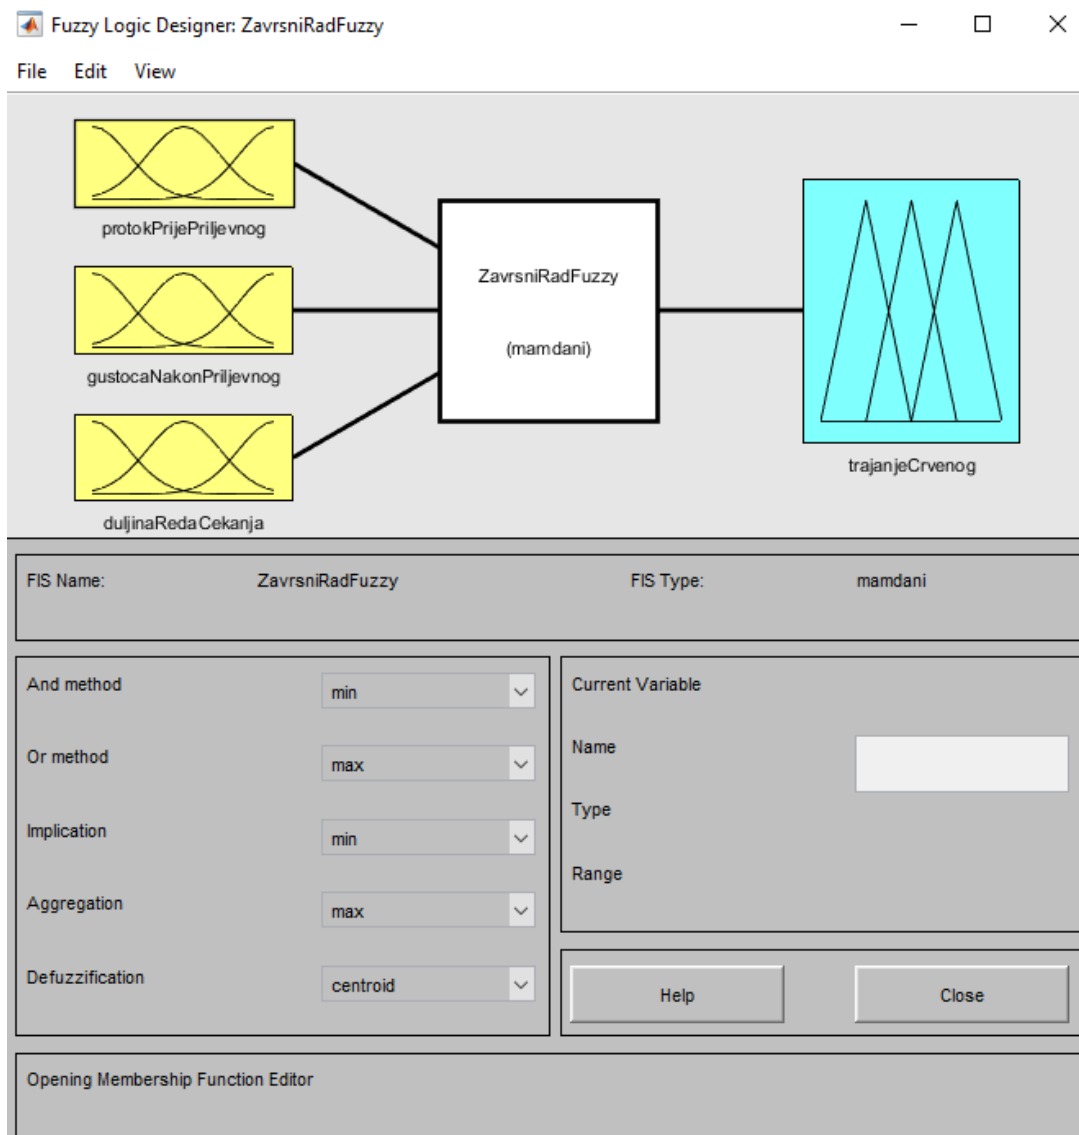 Fuzzy Logic Designer: ZavrsniRadFuzzy
File Edit View
protokPrijePriljevnog
gustocaNakonPriljevnog
duljinaRedaCekanja
ZavrsniRadFuzzy
(mamdani)
trajanjeCrvenog
FIS Name: ZavrsniRadFuzzy FIS Type: mamdani
And method min
Or method max
Implication min
Aggregation max
Defuzzification centroid
Current Variable
Name
Type
Range
Help Close
Opening Membership Function Editor